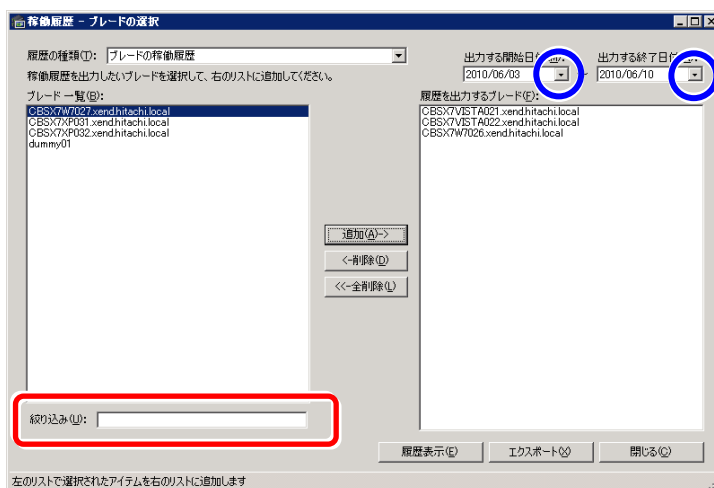 稼働履歴 - ブレードの選択
履歴の種類(T): ブレードの稼働履歴
出力する開始日付 出力する終了日付
稼働履歴を出力したいブレードを選択して、右のリストに追加してください。
2010/06/03 ~ 2010/06/10
ブレード 一覧(B):
履歴を出力するブレード(F):
CBSX7W7027.xend.hitachi.local
CBSX7XP031.xend.hitachi.local
CBSX7XP032.xend.hitachi.local
dummy01
CBSX7VISTA021.xend.hitachi.local
CBSX7VISTA022.xend.hitachi.local
CBSX7W7026.xend.hitachi.local
追加(A)->
<-削除(D)
<<-全削除(L)
絞り込み(U):
履歴表示(E) エクスポート(X) 閉じる(C)
左のリストで選択されたアイテムを右のリストに追加します